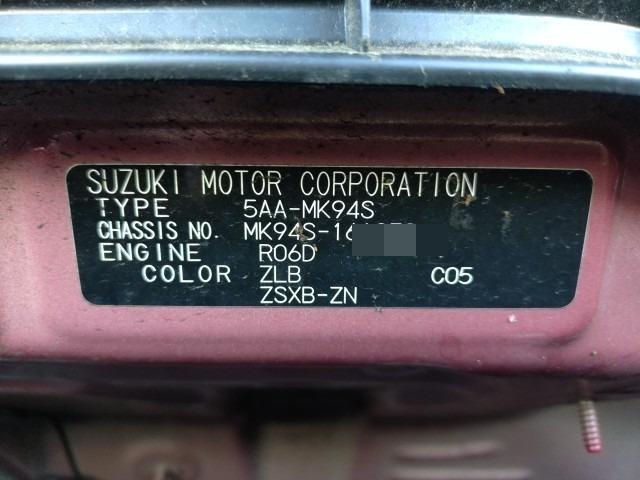 SUZUKI MOTOR CORPORATION
TYPE 5AA-MK94S
CHASSIS NO. MK94S-16
ENGINE R06D
COLOR ZLB C05
ZSXB-ZN